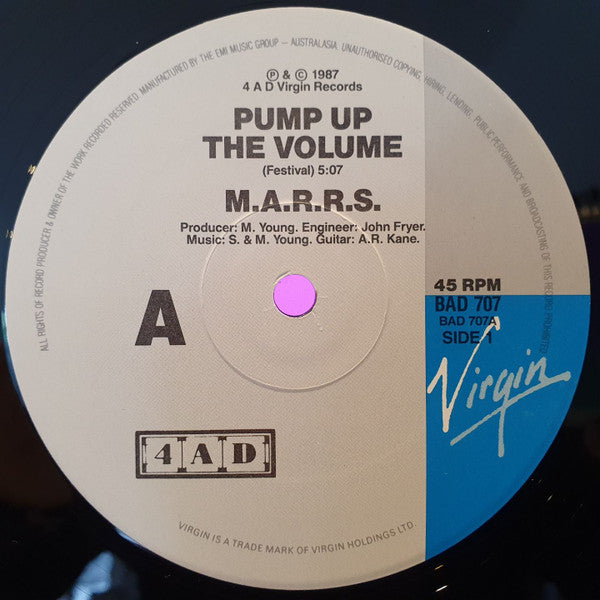 ALL RIGHTS OF RECORD PRODUCER & OWNER OF THE WORK RECORDED RESERVED. MANUFACTURED BY THE EMI MUSIC GROUP – AUSTRALASIA. UNAUTHORISED COPYING, HIRING, LENDING, PUBLIC PERFORMANCE AND BROADCASTING OF THIS RECORD PROHIBITED
Ⓟ & © 1987
4 A D Virgin Records
PUMP UP
THE VOLUME
(Festival) 5:07
M.A.R.R.S.
Producer: M. Young. Engineer: John Fryer.
Music: S. & M. Young. Guitar: A.R. Kane.
A
45 RPM
BAD 707
BAD 707A
SIDE 1
Virgin
4 A D
VIRGIN IS A TRADE MARK OF VIRGIN HOLDINGS LTD.